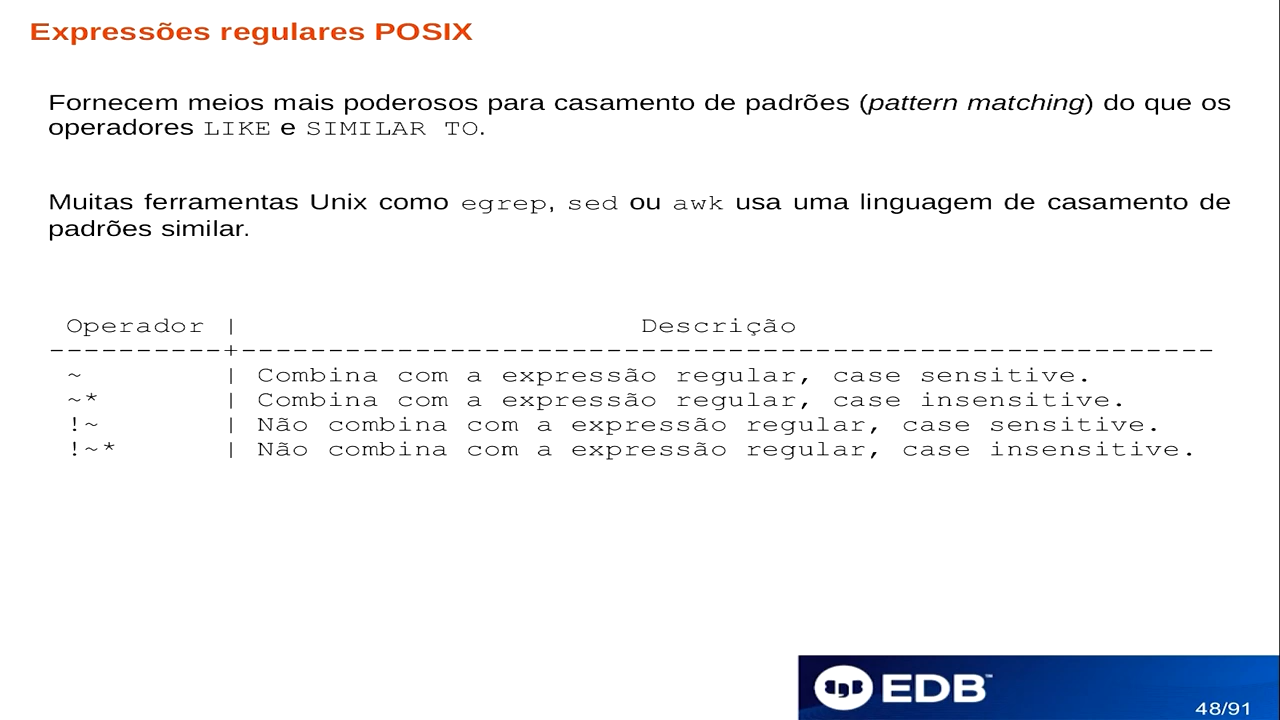 Expressões regulares POSIX
Fornecem meios mais poderosos para casamento de padrões (pattern matching) do que os
operadores LIKE e SIMILAR TO.
Muitas ferramentas Unix como egrep, sed ou awk usa uma linguagem de casamento de
padrões similar.
Operador | Descrição
----------+--------------------------------------------------------
~ | Combina com a expressão regular, case sensitive.
~* | Combina com a expressão regular, case insensitive.
!~ | Não combina com a expressão regular, case sensitive.
!~* | Não combina com a expressão regular, case insensitive.
EDB™
48/91